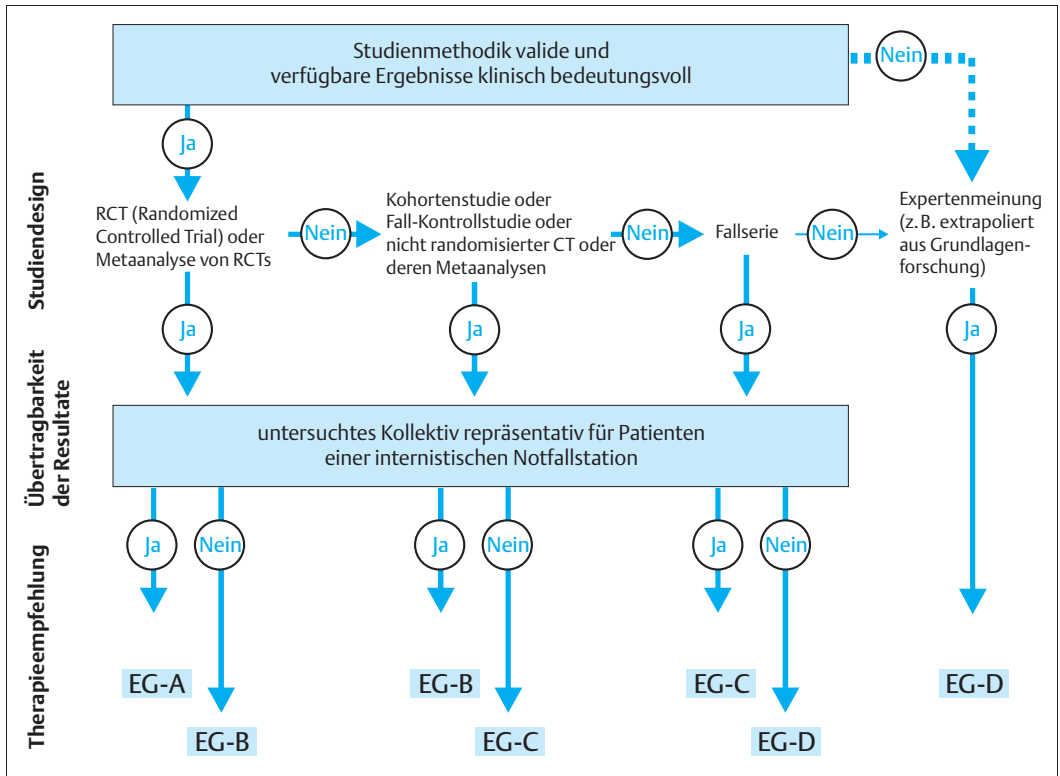 Studienmethodik valide und
verfügbare Ergebnisse klinisch bedeutungsvoll
Nein
Ja
Studiendesign
RCT (Randomized
Controlled Trial) oder
Metaanalyse von RCTs
Nein
Kohortenstudie oder
Fall-Kontrollstudie oder
nicht randomisierter CT oder
deren Metaanalysen
Nein
Fallserie
Nein
Expertenmeinung
(z.B. extrapoliert
aus Grundlagen-
forschung)
Ja
Ja
Ja
Ja
Übertragbarkeit
der Resultate
untersuchtes Kollektiv repräsentativ für Patienten
einer internistischen Notfallstation
Ja
Nein
Ja
Nein
Ja
Nein
Therapieempfehlung
EG-A
EG-B
EG-C
EG-D
EG-B
EG-C
EG-D